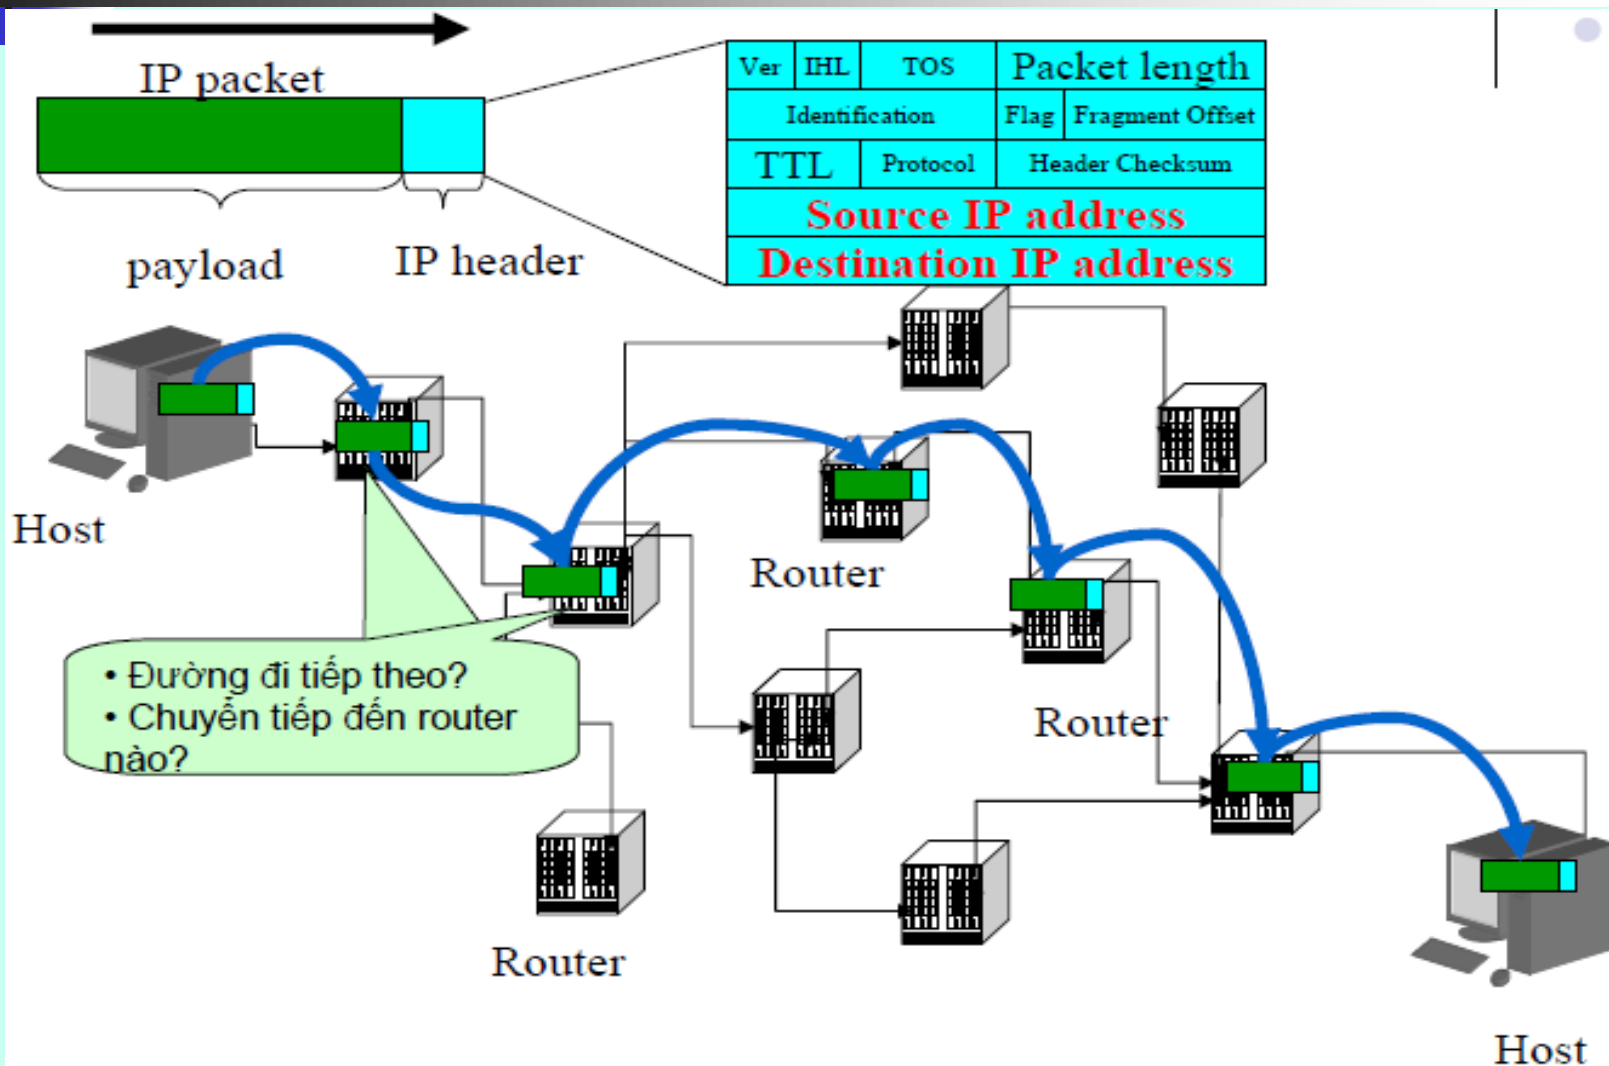 IP packet
payload
IP header
Ver IHL TOS Packet length
Identification Flag Fragment Offset
TTL Protocol Header Checksum
Source IP address
Destination IP address
Host
Router
• Đường đi tiếp theo?
• Chuyển tiếp đến router
nào?
Router
Router
Host